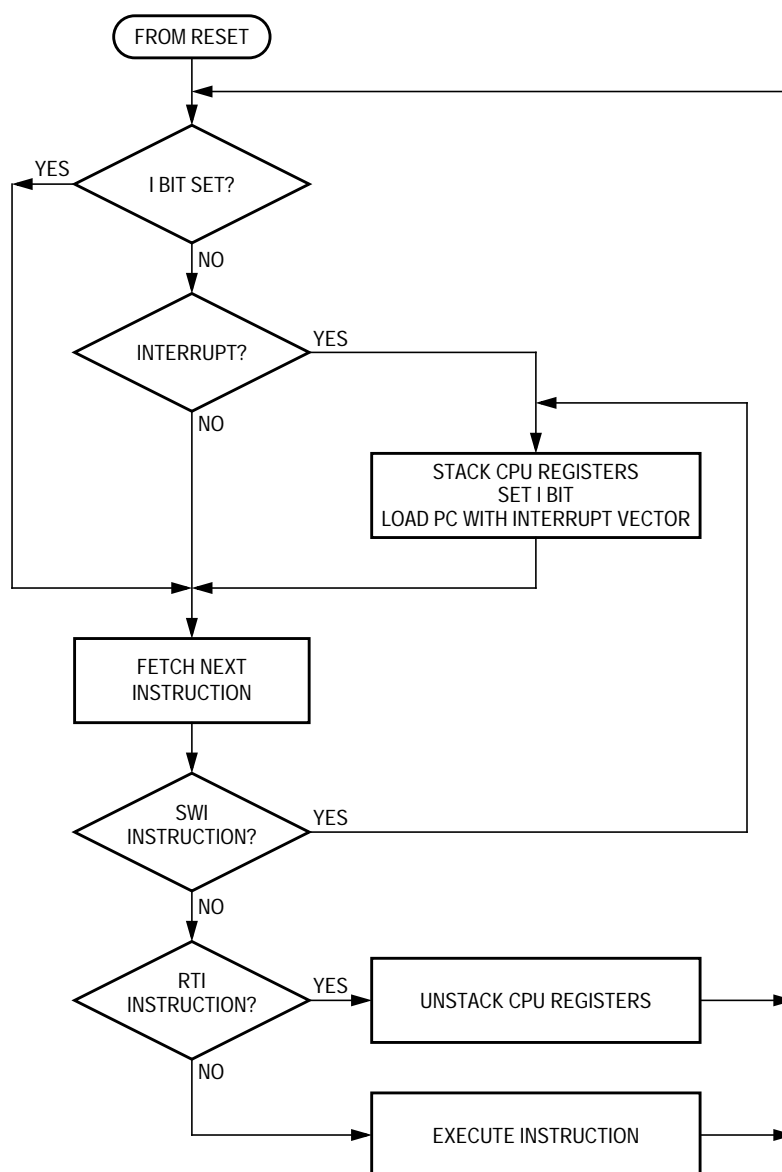 FROM RESET
YES
I BIT SET?
NO
INTERRUPT?
YES
NO
STACK CPU REGISTERS
SET I BIT
LOAD PC WITH INTERRUPT VECTOR
FETCH NEXT
INSTRUCTION
SWI
INSTRUCTION?
YES
NO
RTI
INSTRUCTION?
YES
UNSTACK CPU REGISTERS
NO
EXECUTE INSTRUCTION